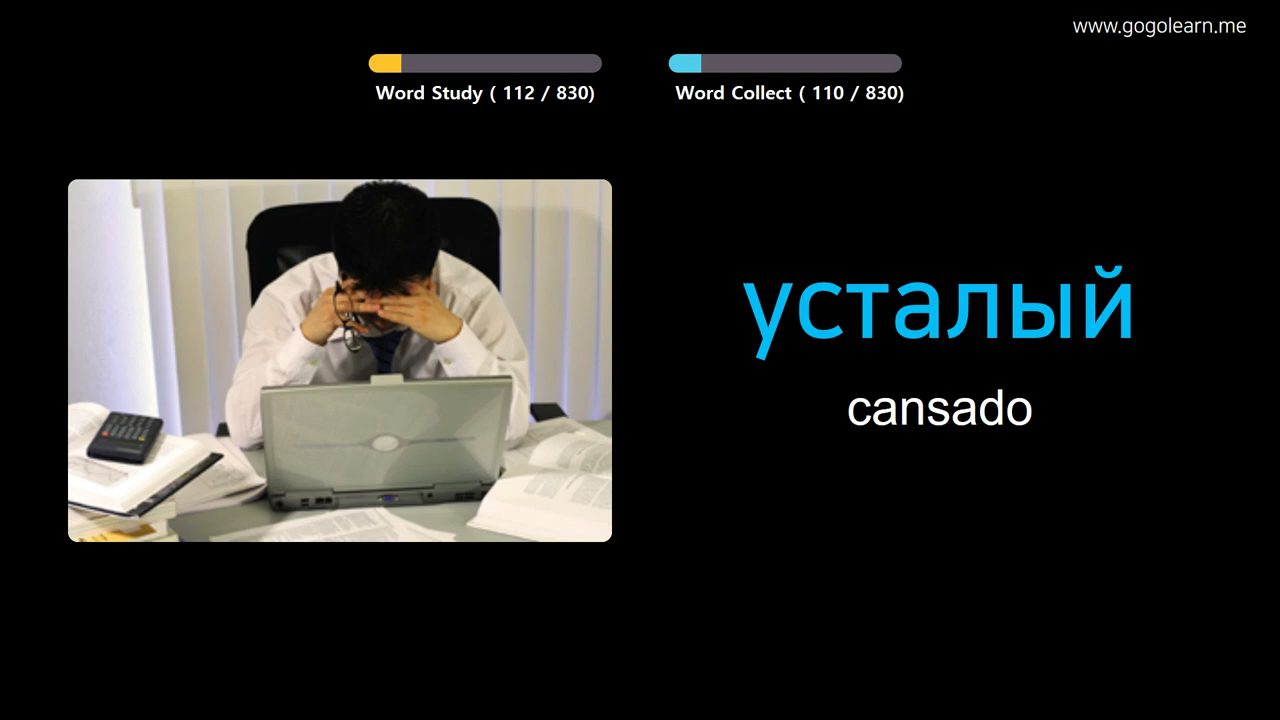 www.gogolearn.me
Word Study ( 112 / 830)
Word Collect ( 110 / 830)
усталый
cansado